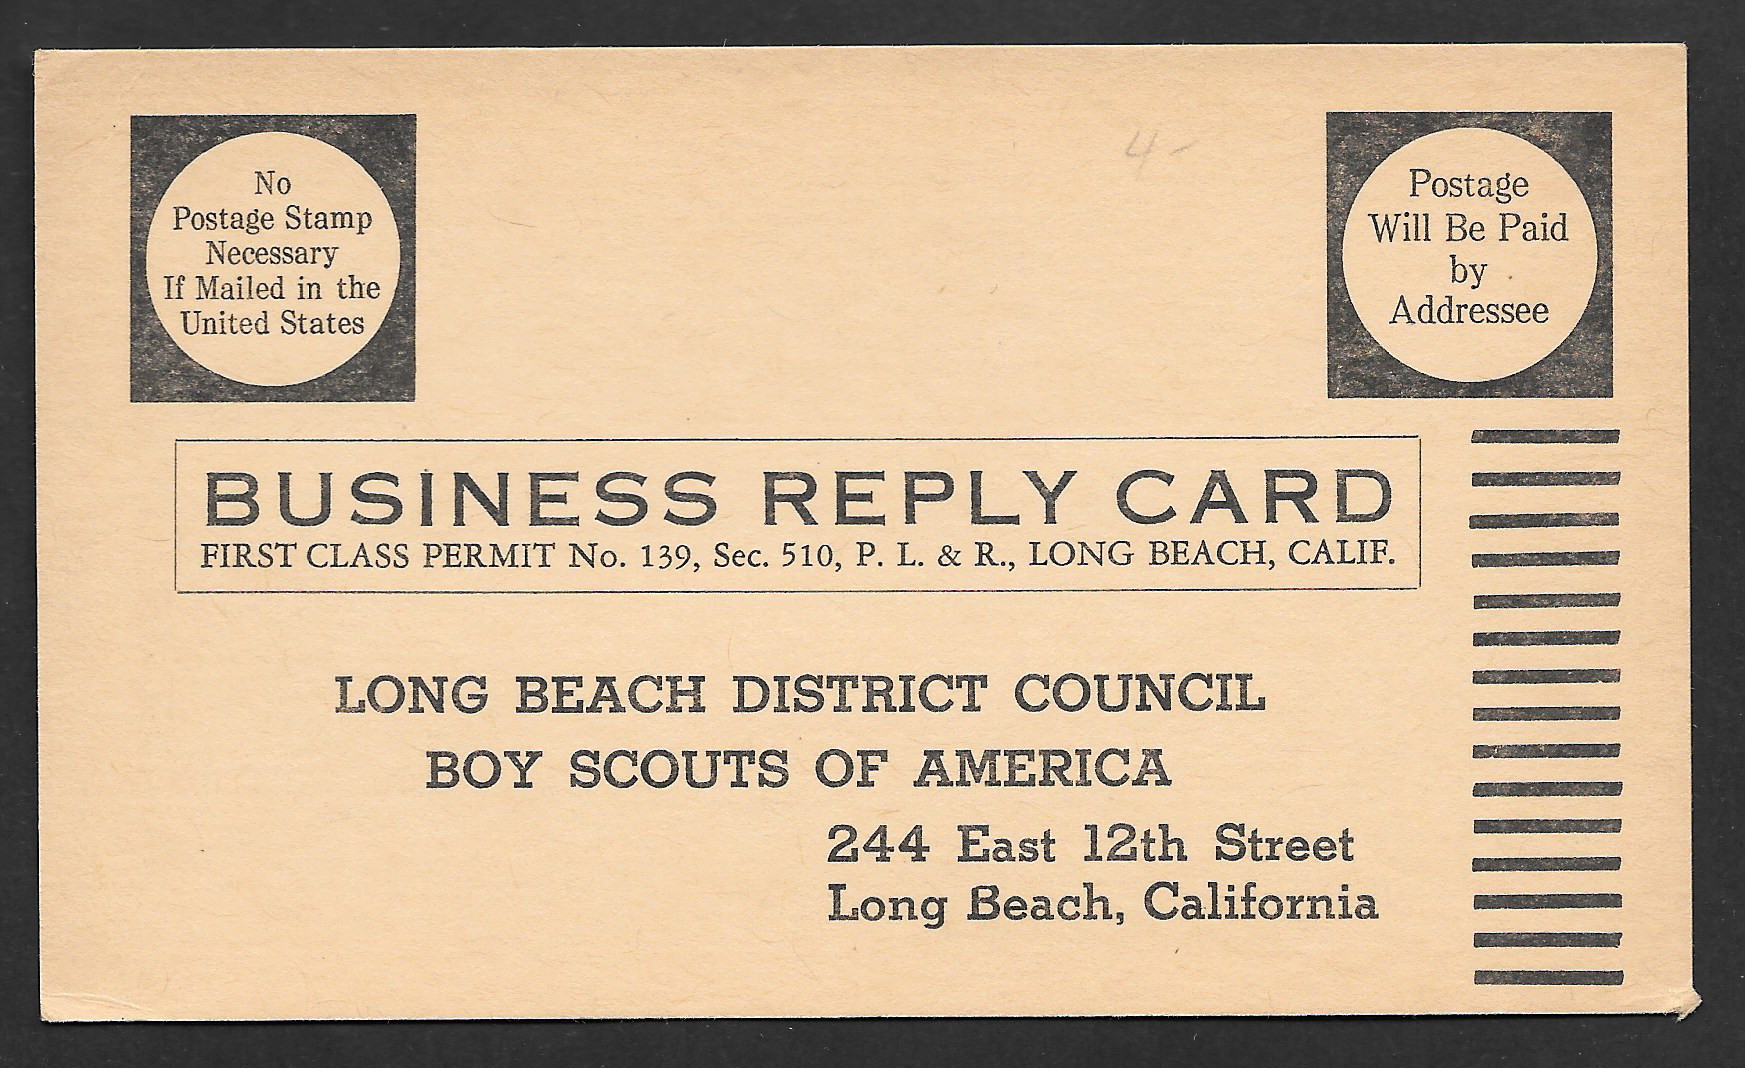 No
Postage Stamp
Necessary
If Mailed in the
United States
4-
Postage
Will Be Paid
by
Addressee
BUSINESS REPLY CARD
FIRST CLASS PERMIT No. 139, Sec. 510, P. L. & R., LONG BEACH, CALIF.
LONG BEACH DISTRICT COUNCIL
BOY SCOUTS OF AMERICA
244 East 12th Street
Long Beach, California